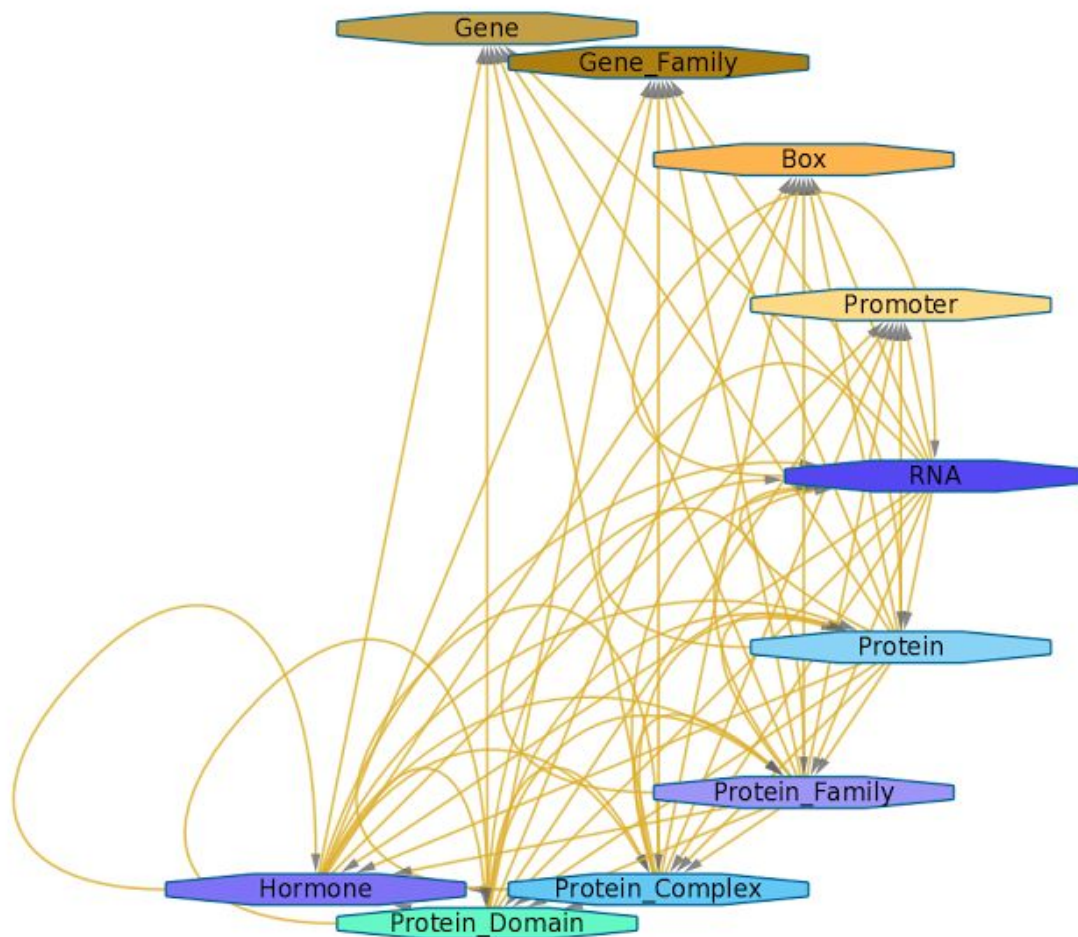 Gene
Gene_Family
Box
Promoter
RNA
Protein
Protein_Family
Hormone
Protein_Complex
Protein_Domain